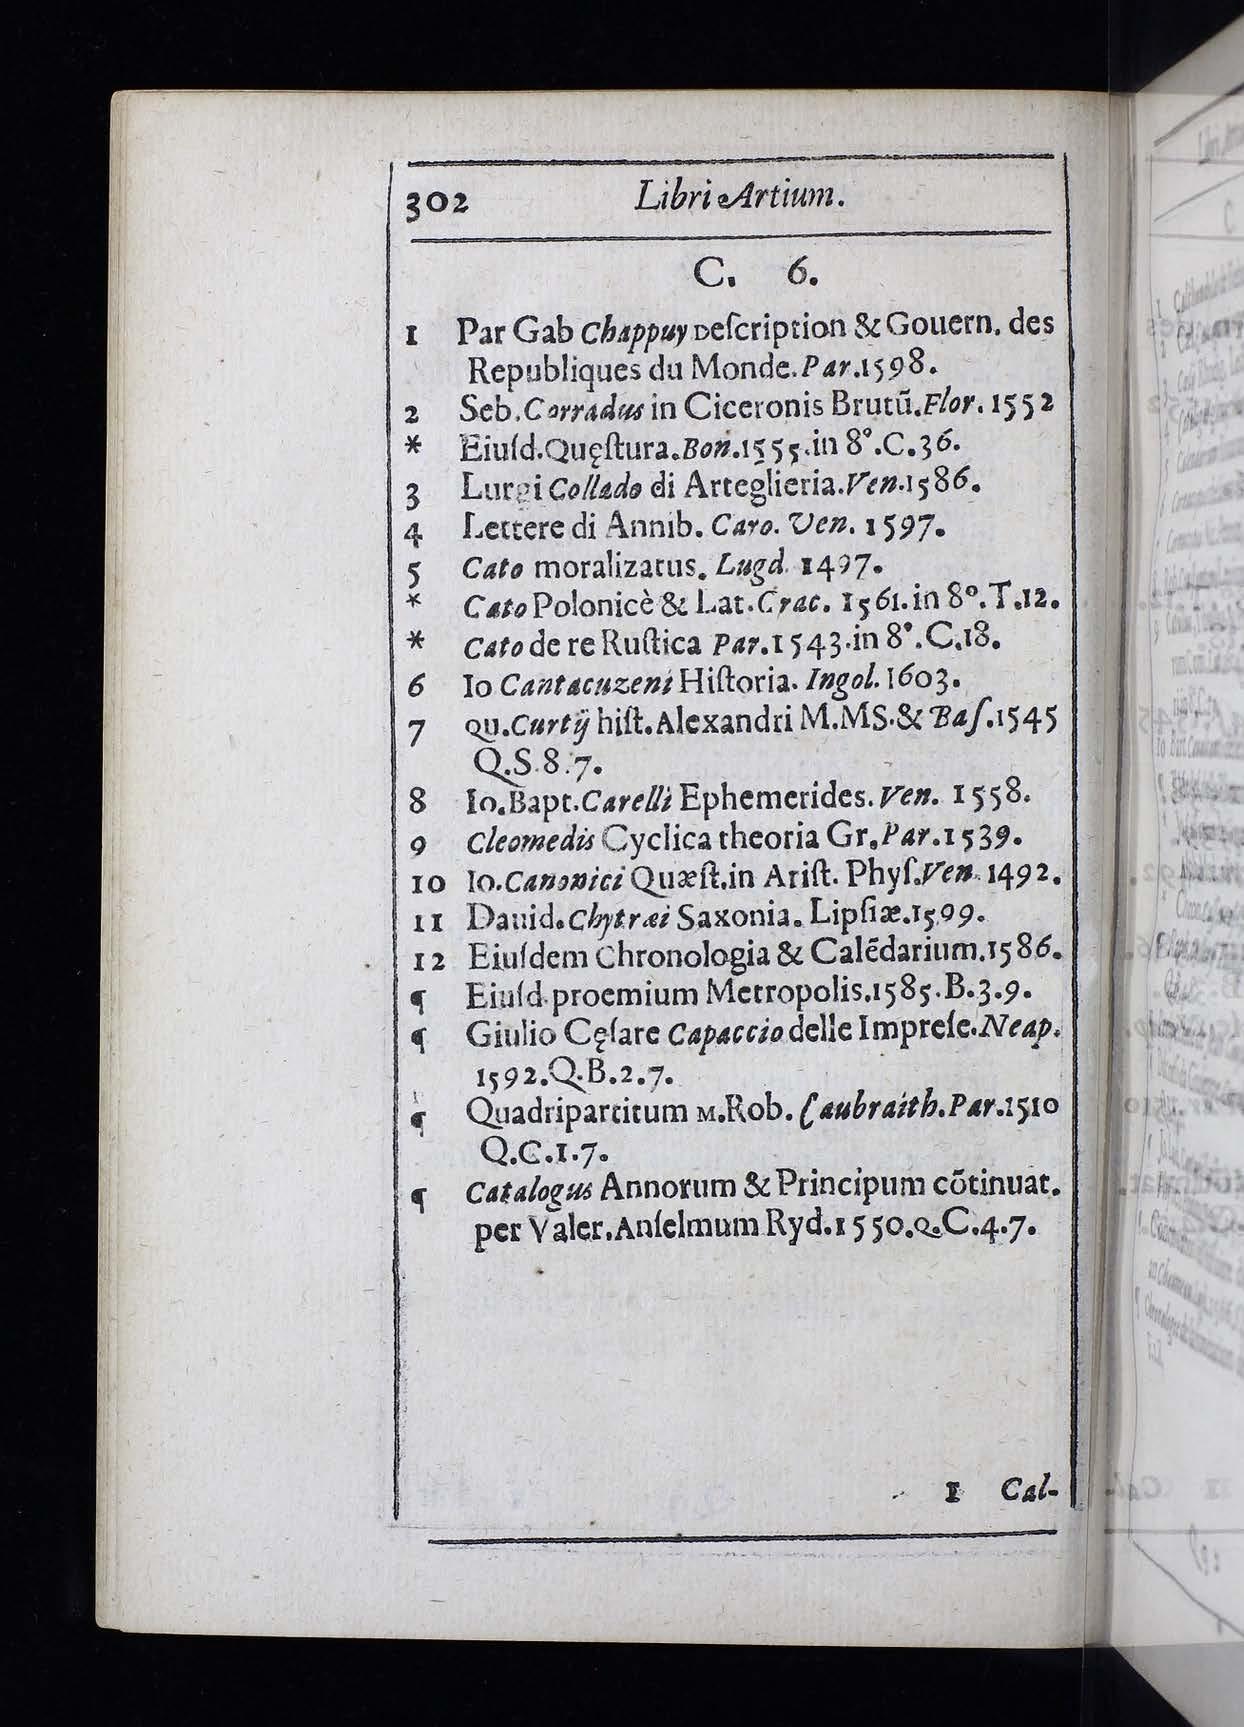 302 Libri Artium.
C. 6.
1 Par Gab Chappuy Deſcription & Gouern. des
Republiques du Monde. Par. 1598.
2 Seb. Corradus in Ciceronis Brutũ. Flor. 1552
* Eiuſd. Quęſtura. Bon. 1555. in 8°. C. 36.
3 Lurgi Collado di Arteglieria. Ven. 1586.
4 Lettere di Annib. Caro. Ven. 1597.
5 Cato moralizatus. Lugd. 1497.
* Cato Polonicè & Lat. Crac. 1561. in 8°. T. 12.
* Cato de re Ruſtica Par. 1543. in 8°. C. 18.
6 Io Cantacuzeni Hiſtoria. Ingol. 1603.
7 qu. Curtij hiſt. Alexandri M. MS. & Baſ. 1545
Q. S. 8. 7.
8 Io. Bapt. Carelli Ephemerides. Ven. 1558.
9 Cleomedis Cyclica theoria Gr. Par. 1539.
10 Io. Canonici Quæſt. in Ariſt. Phyſ. Ven. 1492.
11 Dauid. Chytræi Saxonia. Lipſiæ. 1599.
12 Eiuſdem Chronologia & Calẽdarium. 1586.
¶ Eiuſd. proemium Metropolis. 1585. B. 3. 9.
¶ Giulio Cęſare Capaccio delle Impreſe. Neap.
1592. Q. B. 2. 7.
¶ Quadripartitum M. Rob. Caubraith. Par. 1510
Q. C. 1. 7.
¶ Catalogus Annorum & Principum cõtinuat.
per Valer. Anſelmum Ryd. 1550. Q. C. 4. 7.
1 Cal-